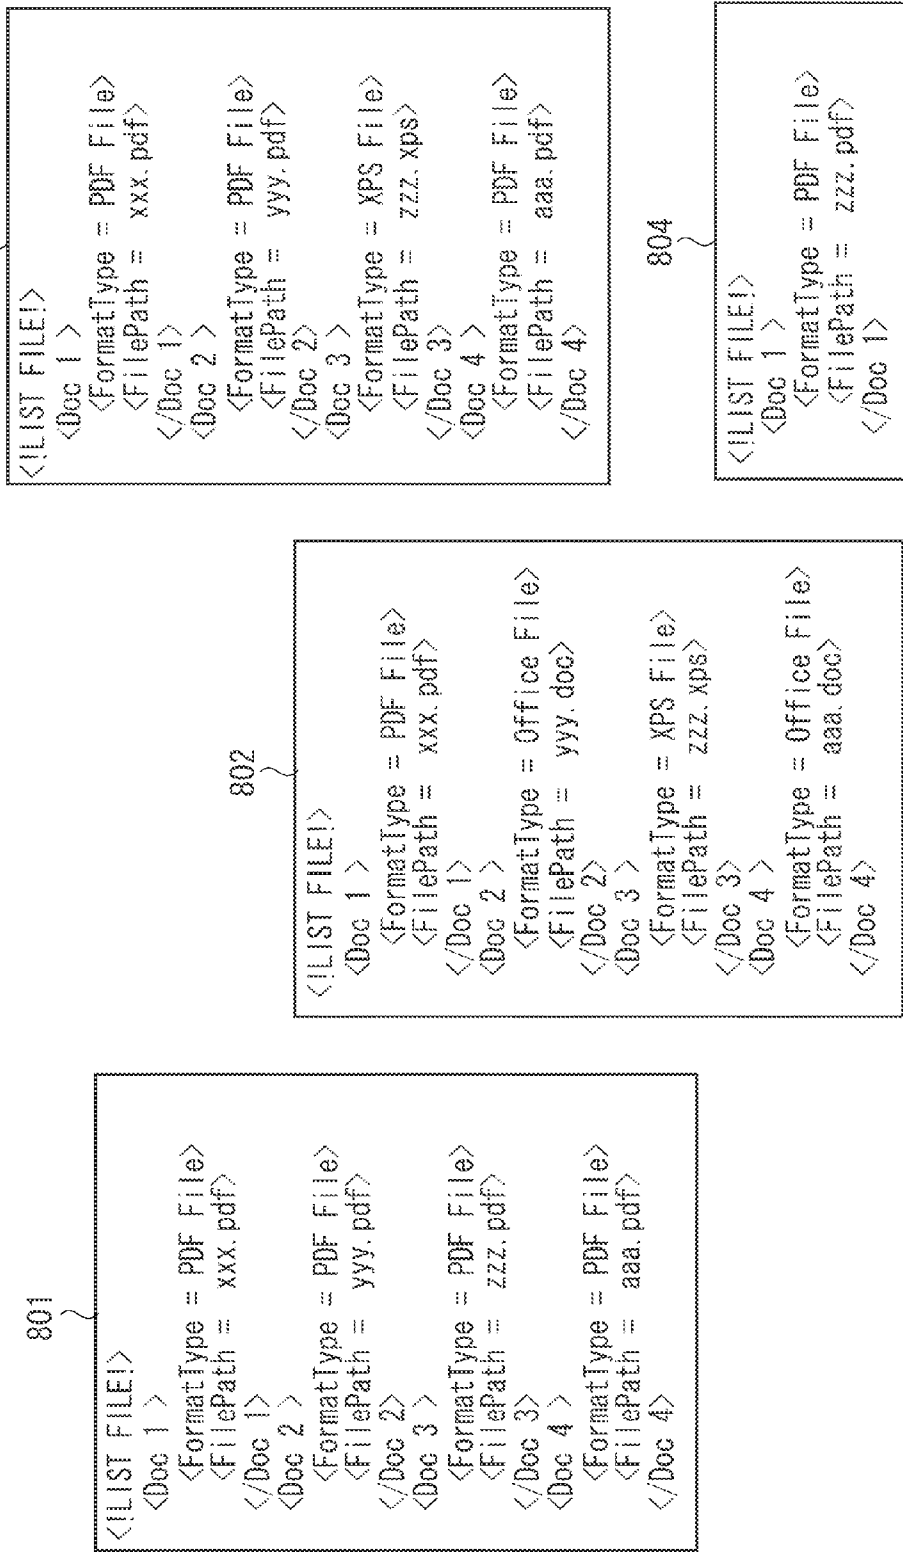 801
<!LIST FILE!>
<Doc 1 >
<FormatType = PDF File>
<FilePath = xxx.pdf>
</Doc 1>
<Doc 2 >
<FormatType = PDF File>
<FilePath = yyy.pdf>
</Doc 2>
<Doc 3 >
<FormatType = PDF File>
<FilePath = zzz.pdf>
</Doc 3>
<Doc 4 >
<FormatType = PDF File>
<FilePath = aaa.pdf>
</Doc 4>
802
<!LIST FILE!>
<Doc 1 >
<FormatType = PDF File>
<FilePath = xxx.pdf>
</Doc 1>
<Doc 2 >
<FormatType = Office File>
<FilePath = yyy.doc>
</Doc 2>
<Doc 3 >
<FormatType = XPS File>
<FilePath = zzz.xps>
</Doc 3>
<Doc 4 >
<FormatType = Office File>
<FilePath = aaa.doc>
</Doc 4>
<!LIST FILE!>
<Doc 1 >
<FormatType = PDF File>
<FilePath = xxx.pdf>
</Doc 1>
<Doc 2 >
<FormatType = PDF File>
<FilePath = yyy.pdf>
</Doc 2>
<Doc 3 >
<FormatType = XPS File>
<FilePath = zzz.xps>
</Doc 3>
<Doc 4 >
<FormatType = PDF File>
<FilePath = aaa.pdf>
</Doc 4>
804
<!LIST FILE!>
<Doc 1 >
<FormatType = PDF File>
<FilePath = zzz.pdf>
</Doc 1>